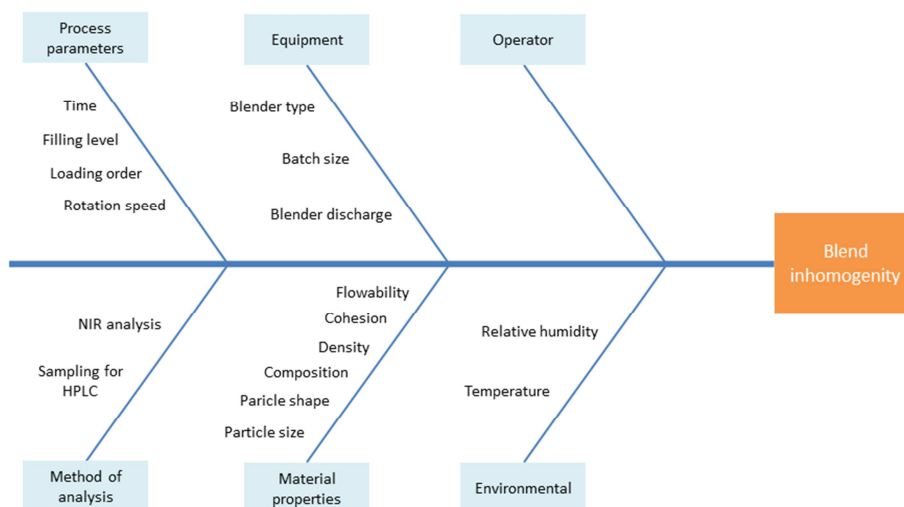 Process
parameters
Equipment
Operator
Time
Filling level
Loading order
Rotation speed
Blender type
Batch size
Blender discharge
Blend
inhomogenity
NIR analysis
Sampling for
HPLC
Flowability
Cohesion
Density
Composition
Paricle shape
Particle size
Relative humidity
Temperature
Method of
analysis
Material
properties
Environmental